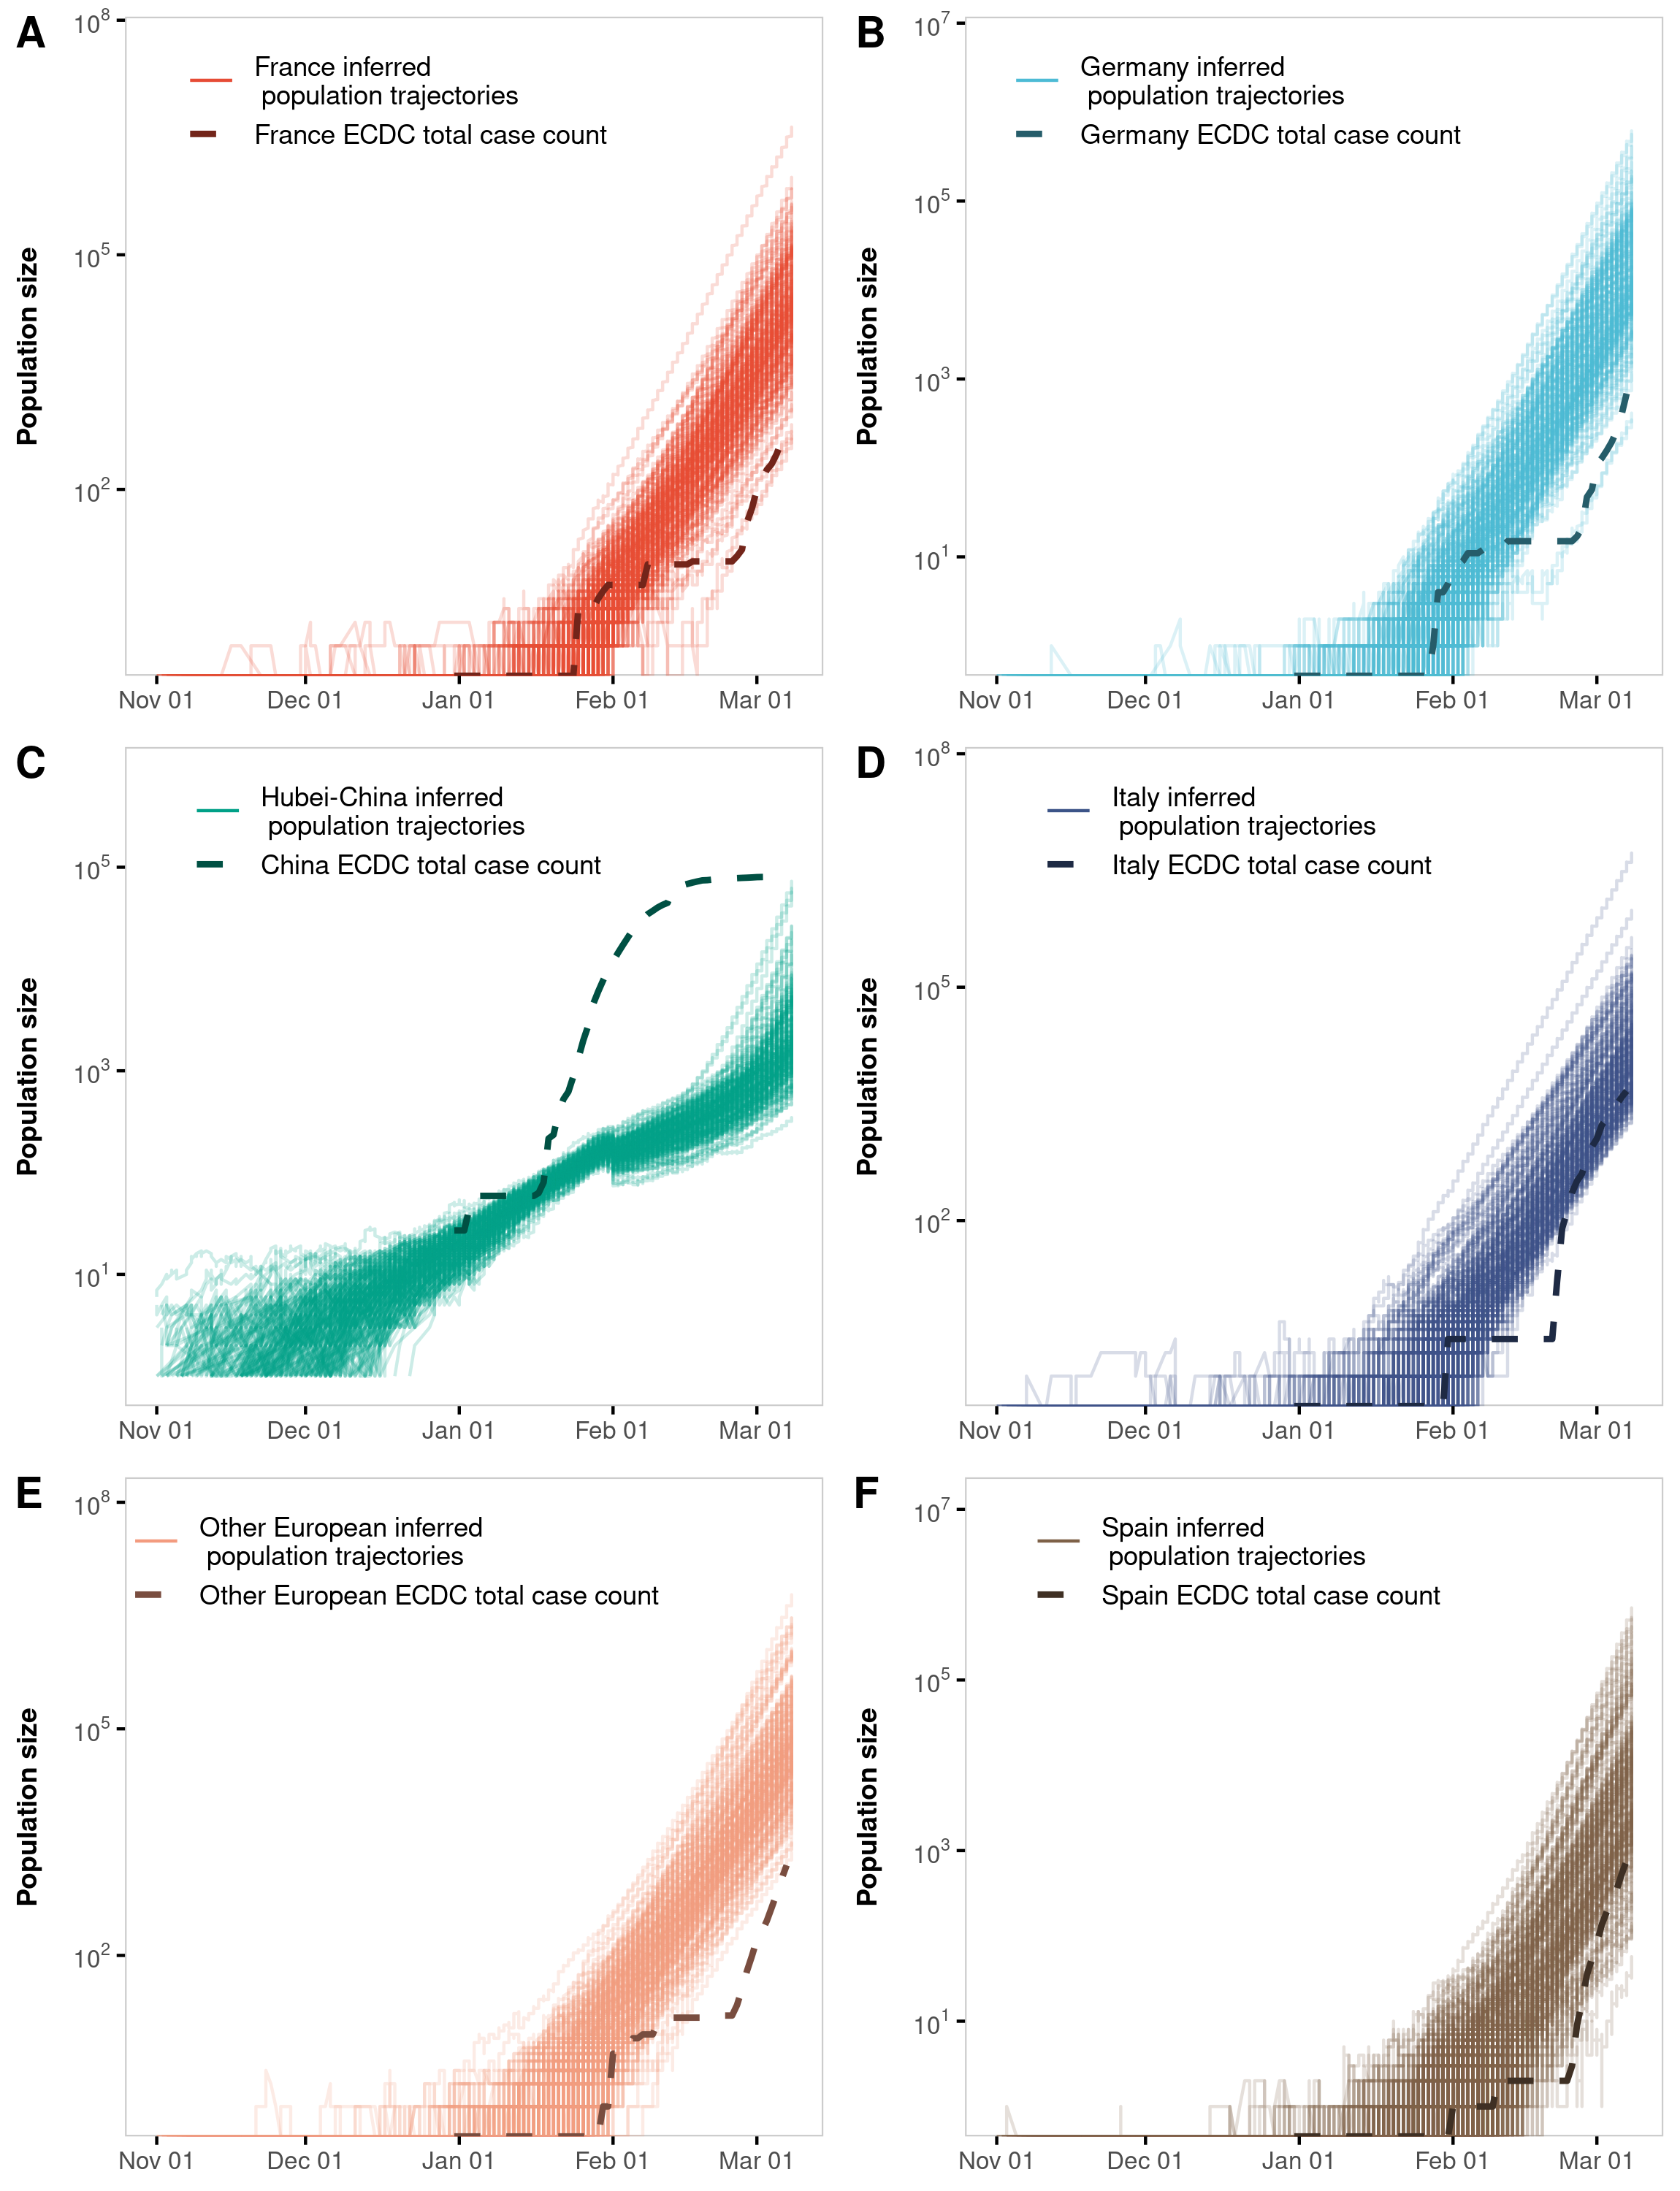 A
10^8
10^5
10^2
Population size
France inferred
population trajectories
France ECDC total case count
Nov 01 Dec 01 Jan 01 Feb 01 Mar 01
B
10^7
10^5
10^3
10^1
Population size
Germany inferred
population trajectories
Germany ECDC total case count
Nov 01 Dec 01 Jan 01 Feb 01 Mar 01
C
10^5
10^3
10^1
Population size
Hubei-China inferred
population trajectories
China ECDC total case count
Nov 01 Dec 01 Jan 01 Feb 01 Mar 01
D
10^8
10^5
10^2
Population size
Italy inferred
population trajectories
Italy ECDC total case count
Nov 01 Dec 01 Jan 01 Feb 01 Mar 01
E
10^8
10^5
10^2
Population size
Other European inferred
population trajectories
Other European ECDC total case count
Nov 01 Dec 01 Jan 01 Feb 01 Mar 01
F
10^7
10^5
10^3
10^1
Population size
Spain inferred
population trajectories
Spain ECDC total case count
Nov 01 Dec 01 Jan 01 Feb 01 Mar 01